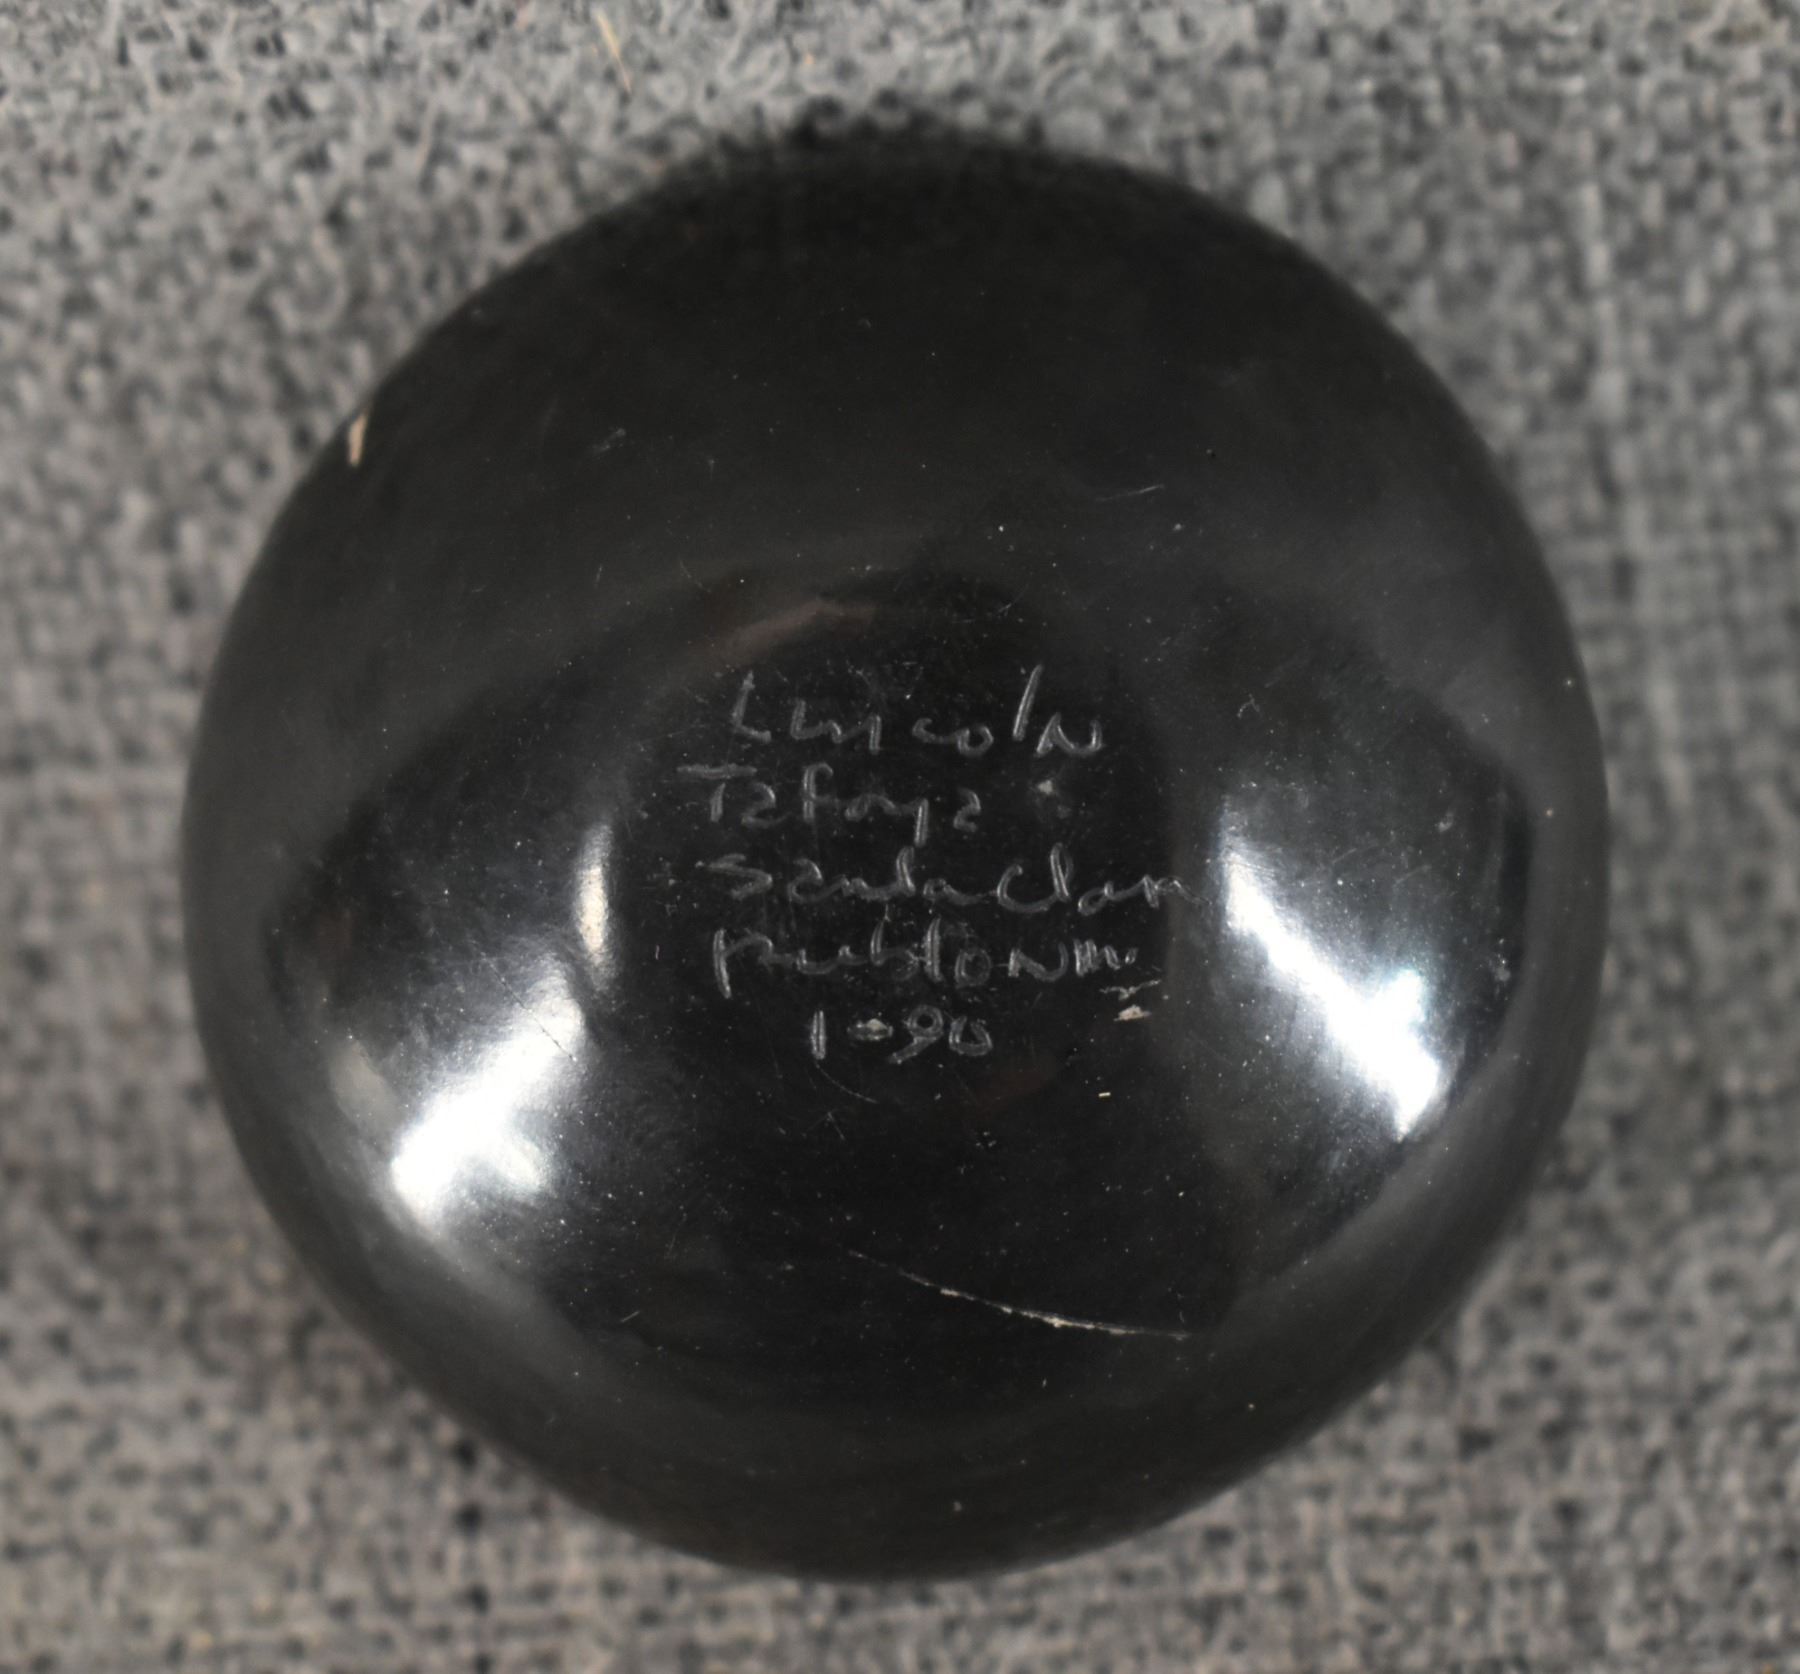 Lincoln
Tafoya
Santa Clara
Pueblo NM.
1-90